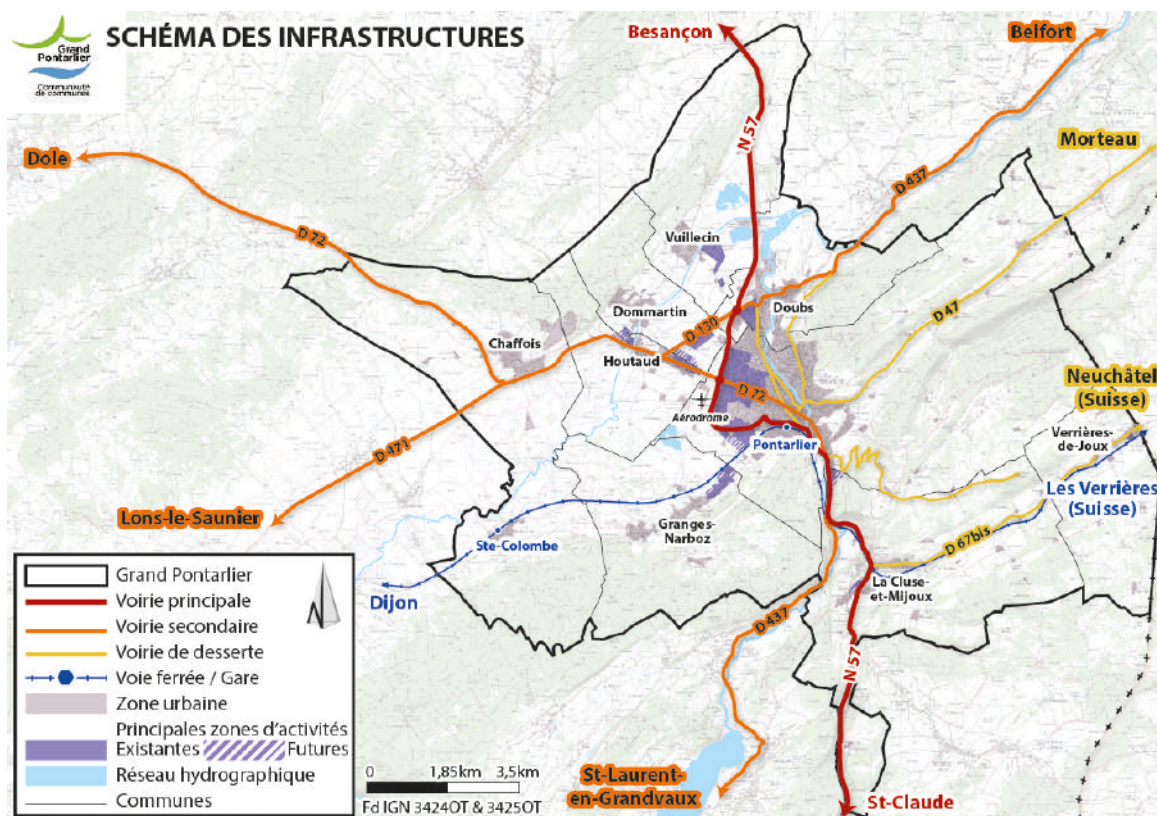 Grand
Pontarlier
Communauté
de communes
SCHÉMA DES INFRASTRUCTURES
Besançon
Belfort
Dole
N 57
Morteau
D 437
D 72
Vuillecin
Dommartin
Doubs
D 130
D 47
Chaffois
Houtaud
D 72
Neuchâtel
(Suisse)
Aérodrome
Verrières-
de-Joux
Pontarlier
D 471
Les Verrières
(Suisse)
Lons-le-Saunier
Ste-Colombe
Granges-
Narboz
D 67bis
La Cluse-
et-Mijoux
Dijon
D 437
N 57
St-Laurent-
en-Grandvaux
St-Claude
N
Grand Pontarlier
Voirie principale
Voirie secondaire
Voirie de desserte
Voie ferrée / Gare
Zone urbaine
Principales zones d'activités
Existantes Futures
Réseau hydrographique
Communes
0 1,85km 3,5km
Fd IGN 3424OT & 3425OT